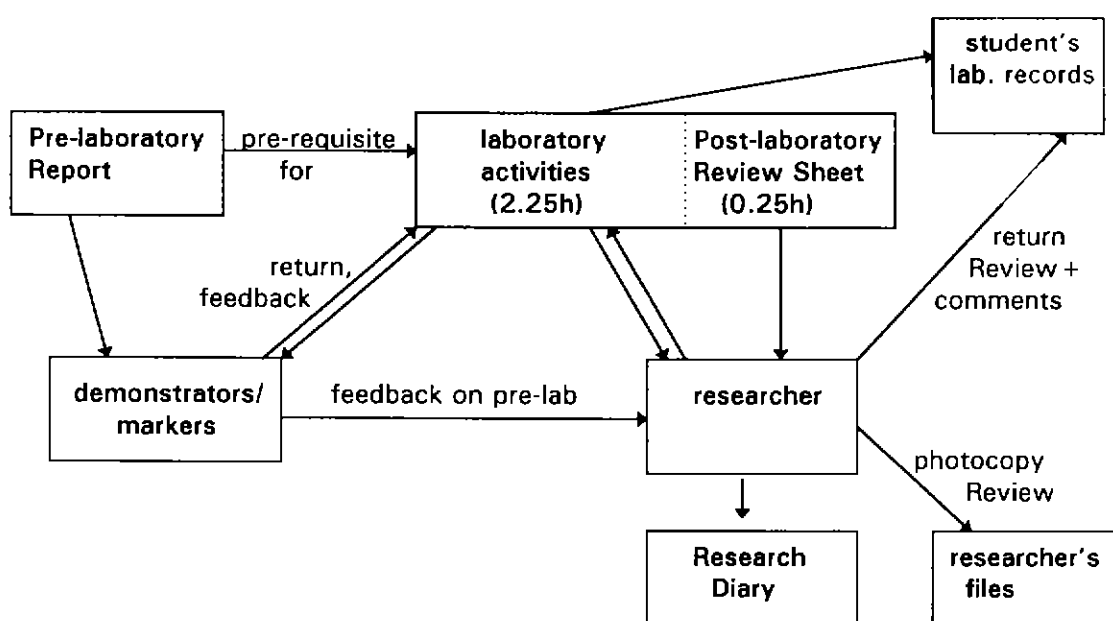 student's
lab. records
Pre-laboratory
Report
pre-requisite
for
laboratory
activities
(2.25h)
Post-laboratory
Review Sheet
(0.25h)
return,
feedback
return
Review +
comments
demonstrators/
markers
feedback on pre-lab
researcher
photocopy
Review
Research
Diary
researcher's
files